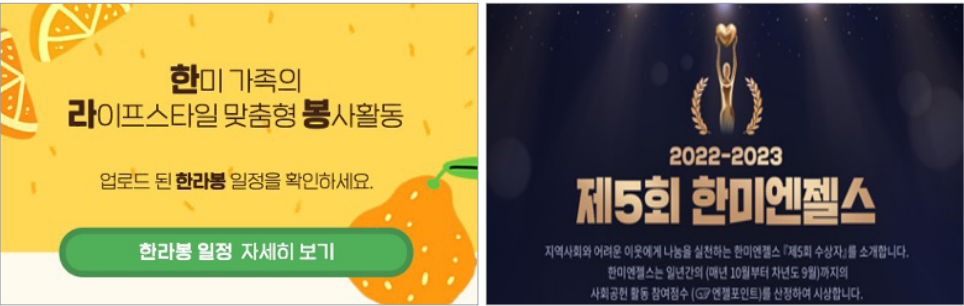 한미 가족의
라이프스타일 맞춤형 봉사활동
업로드 된 한라봉 일정을 확인하세요.
한라봉 일정 자세히 보기
2022-2023
제5회 한미엔젤스
지역사회와 어려운 이웃에게 나눔을 실천하는 한미엔젤스 『제5회 수상자』를 소개합니다.
한미엔젤스는 일년간의 (매년 10월부터 차년도 9월)까지의
사회공헌 활동 참여점수 (엔젤포인트)를 산정하여 시상합니다.